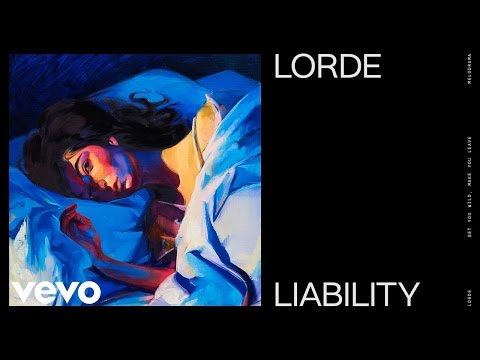 LORDE
LIABILITY
vevo
MELODRAMA
GET YOU WILD, MAKE YOU LEAVE
LORDE